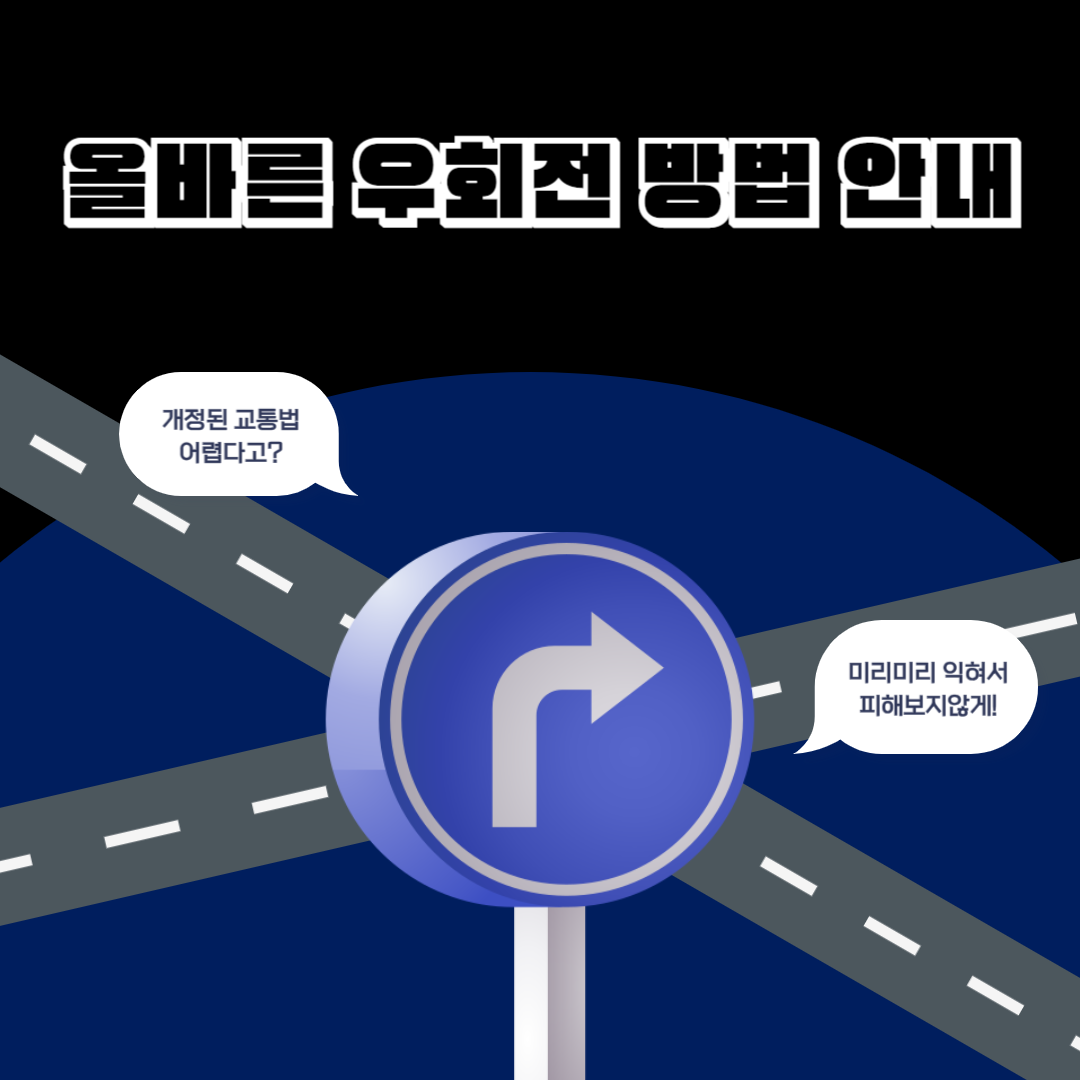 올바른 우회전 방법 안내
개정된 교통법
어렵다고?
미리미리 익혀서
피해보지않게!